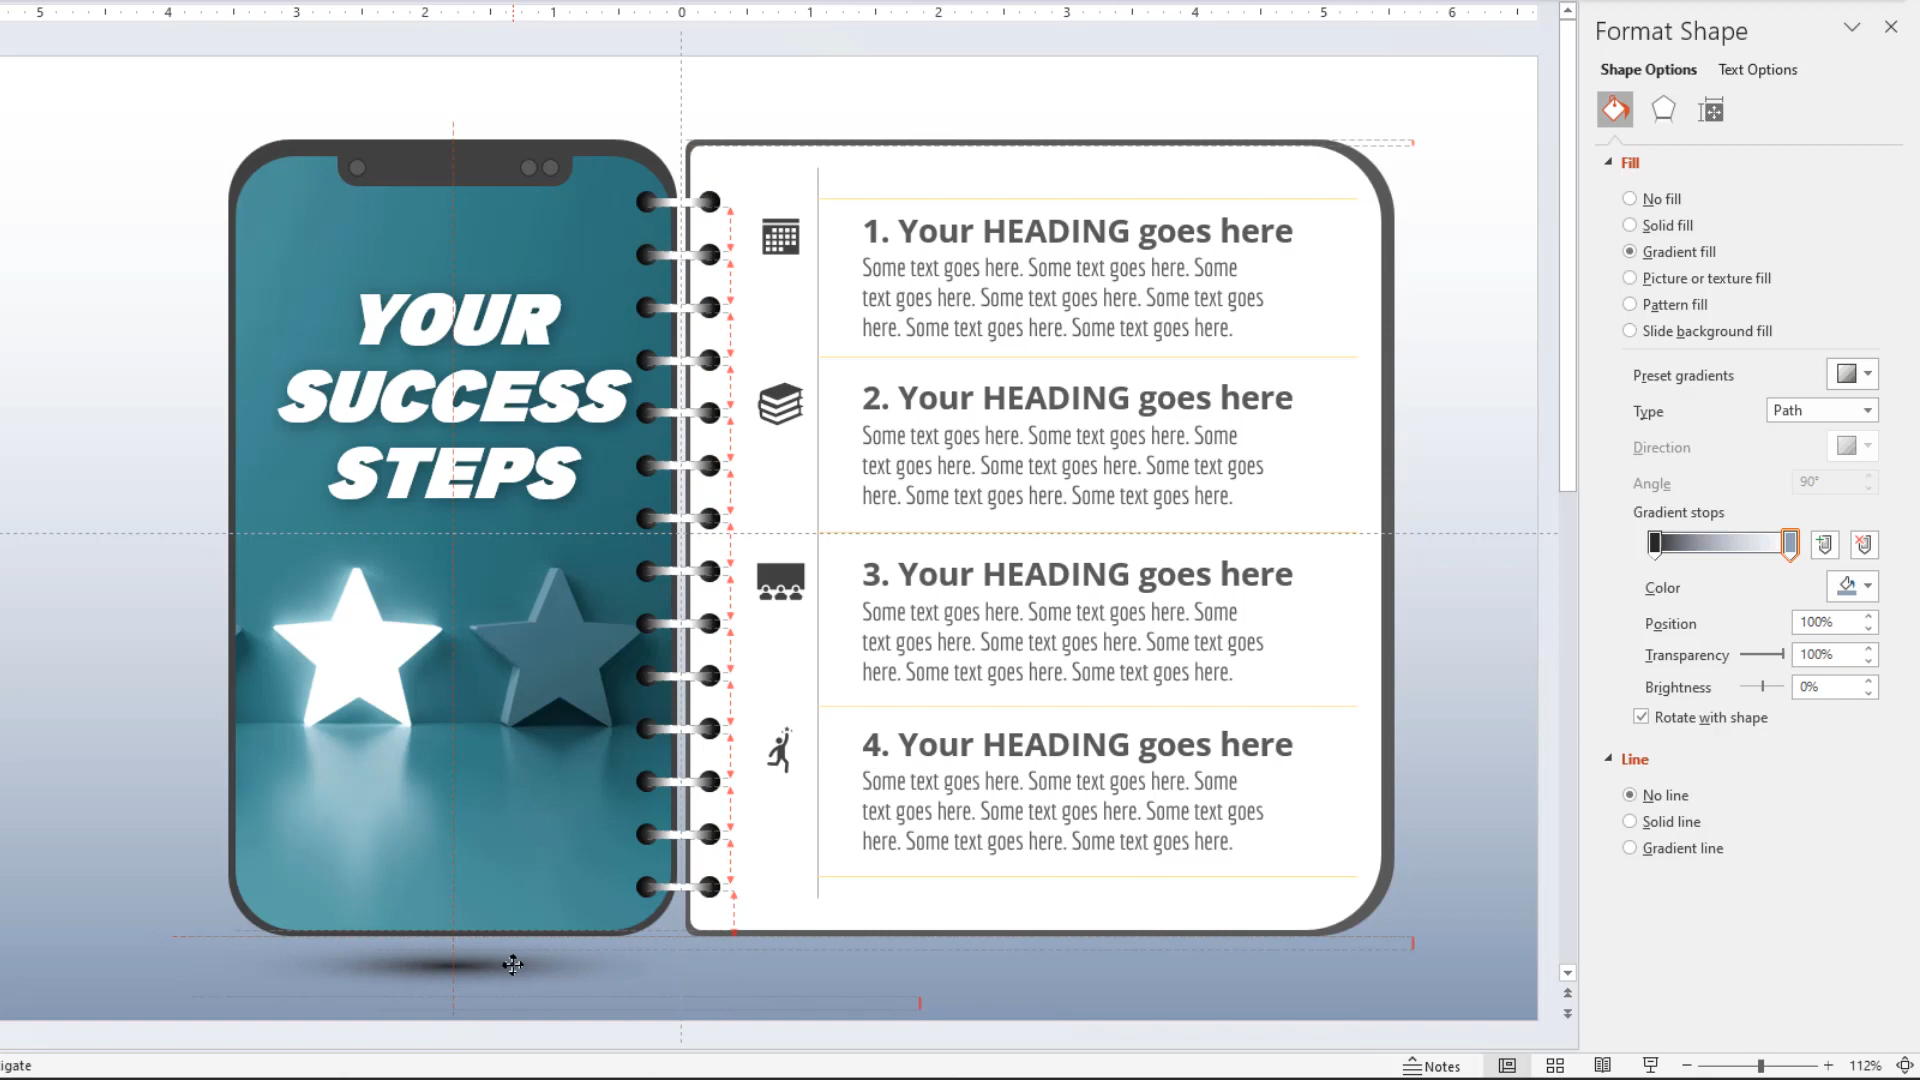 5 4 3 2 1 0 1 2 3 4 5 6
YOUR
SUCCESS
STEPS
1. Your HEADING goes here
Some text goes here. Some text goes here. Some
text goes here. Some text goes here. Some text goes
here. Some text goes here. Some text goes here.
2. Your HEADING goes here
Some text goes here. Some text goes here. Some
text goes here. Some text goes here. Some text goes
here. Some text goes here. Some text goes here.
3. Your HEADING goes here
Some text goes here. Some text goes here. Some
text goes here. Some text goes here. Some text goes
here. Some text goes here. Some text goes here.
4. Your HEADING goes here
Some text goes here. Some text goes here. Some
text goes here. Some text goes here. Some text goes
here. Some text goes here. Some text goes here.
Format Shape
Shape Options Text Options
Fill
No fill
Solid fill
Gradient fill
Picture or texture fill
Pattern fill
Slide background fill
Preset gradients
Type Path
Direction
Angle 90°
Gradient stops
Color
Position 100%
Transparency 100%
Brightness 0%
Rotate with shape
Line
No line
Solid line
Gradient line
igate Notes 112%